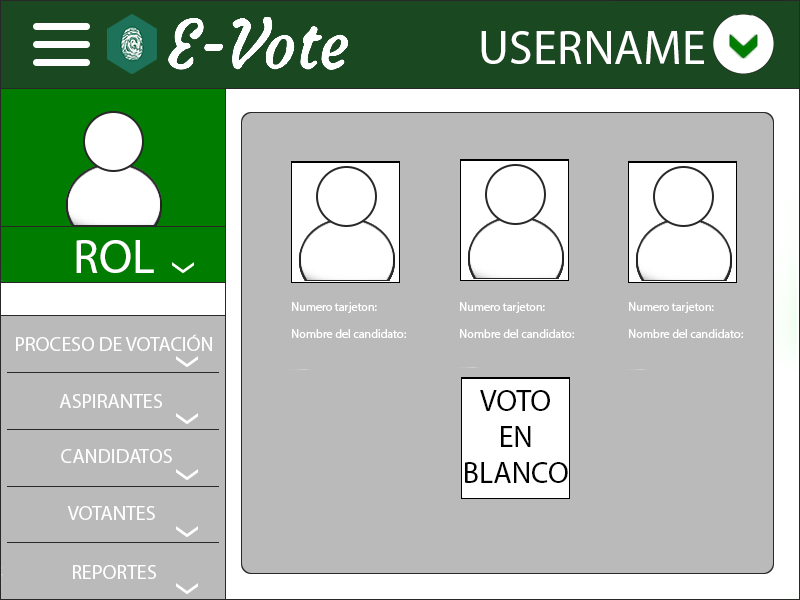 E-Vote
USERNAME
ROL
PROCESO DE VOTACIÓN
ASPIRANTES
CANDIDATOS
VOTANTES
REPORTES
Numero tarjeton:
Nombre del candidato:
Numero tarjeton:
Nombre del candidato:
Numero tarjeton:
Nombre del candidato:
VOTO
EN
BLANCO